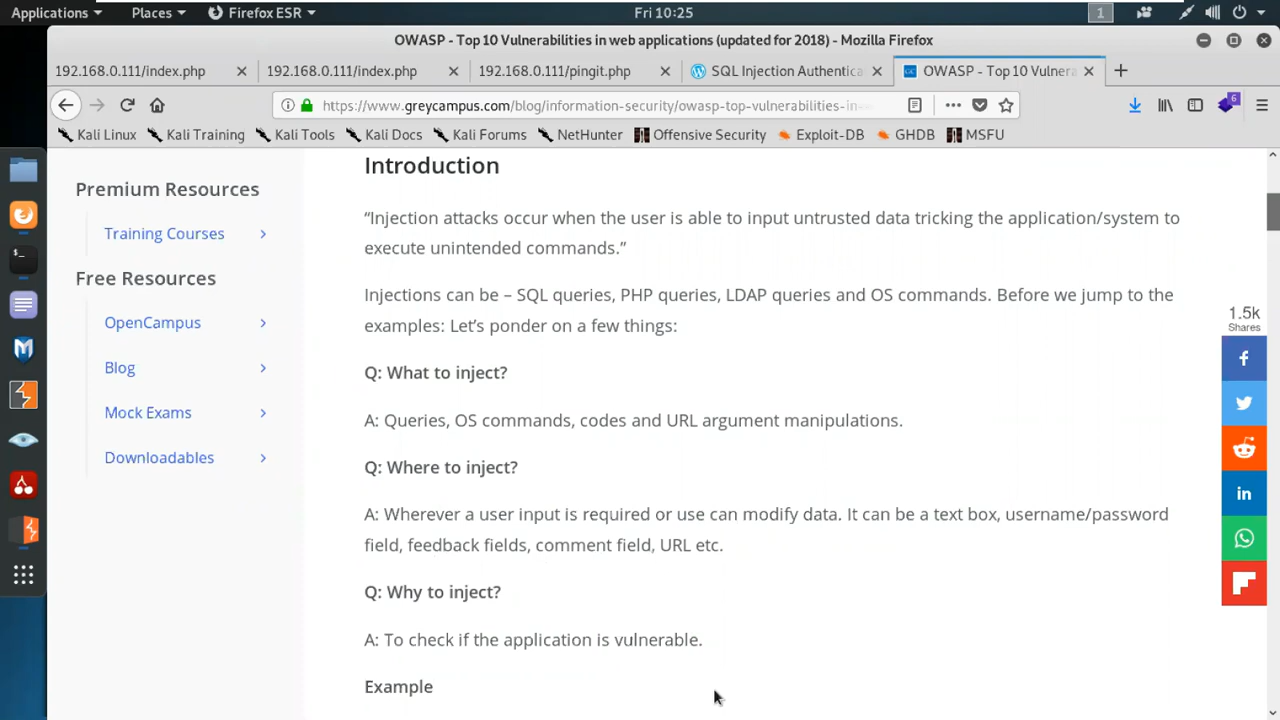 Applications Places Firefox ESR Fri 10:25 1
OWASP - Top 10 Vulnerabilities in web applications (updated for 2018) - Mozilla Firefox
192.168.0.111/index.php 192.168.0.111/index.php 192.168.0.111/pingit.php SQL Injection Authentica OWASP - Top 10 Vulnera
https://www.greycampus.com/blog/information-security/owasp-top-vulnerabilities-in- 6
Kali Linux Kali Training Kali Tools Kali Docs Kali Forums NetHunter Offensive Security Exploit-DB GHDB MSFU
Premium Resources
Training Courses
Free Resources
OpenCampus
Blog
Mock Exams
Downloadables
Introduction
“Injection attacks occur when the user is able to input untrusted data tricking the application/system to
execute unintended commands.”
Injections can be – SQL queries, PHP queries, LDAP queries and OS commands. Before we jump to the
examples: Let’s ponder on a few things:
Q: What to inject?
A: Queries, OS commands, codes and URL argument manipulations.
Q: Where to inject?
A: Wherever a user input is required or use can modify data. It can be a text box, username/password
field, feedback fields, comment field, URL etc.
Q: Why to inject?
A: To check if the application is vulnerable.
Example
1.5k
Shares